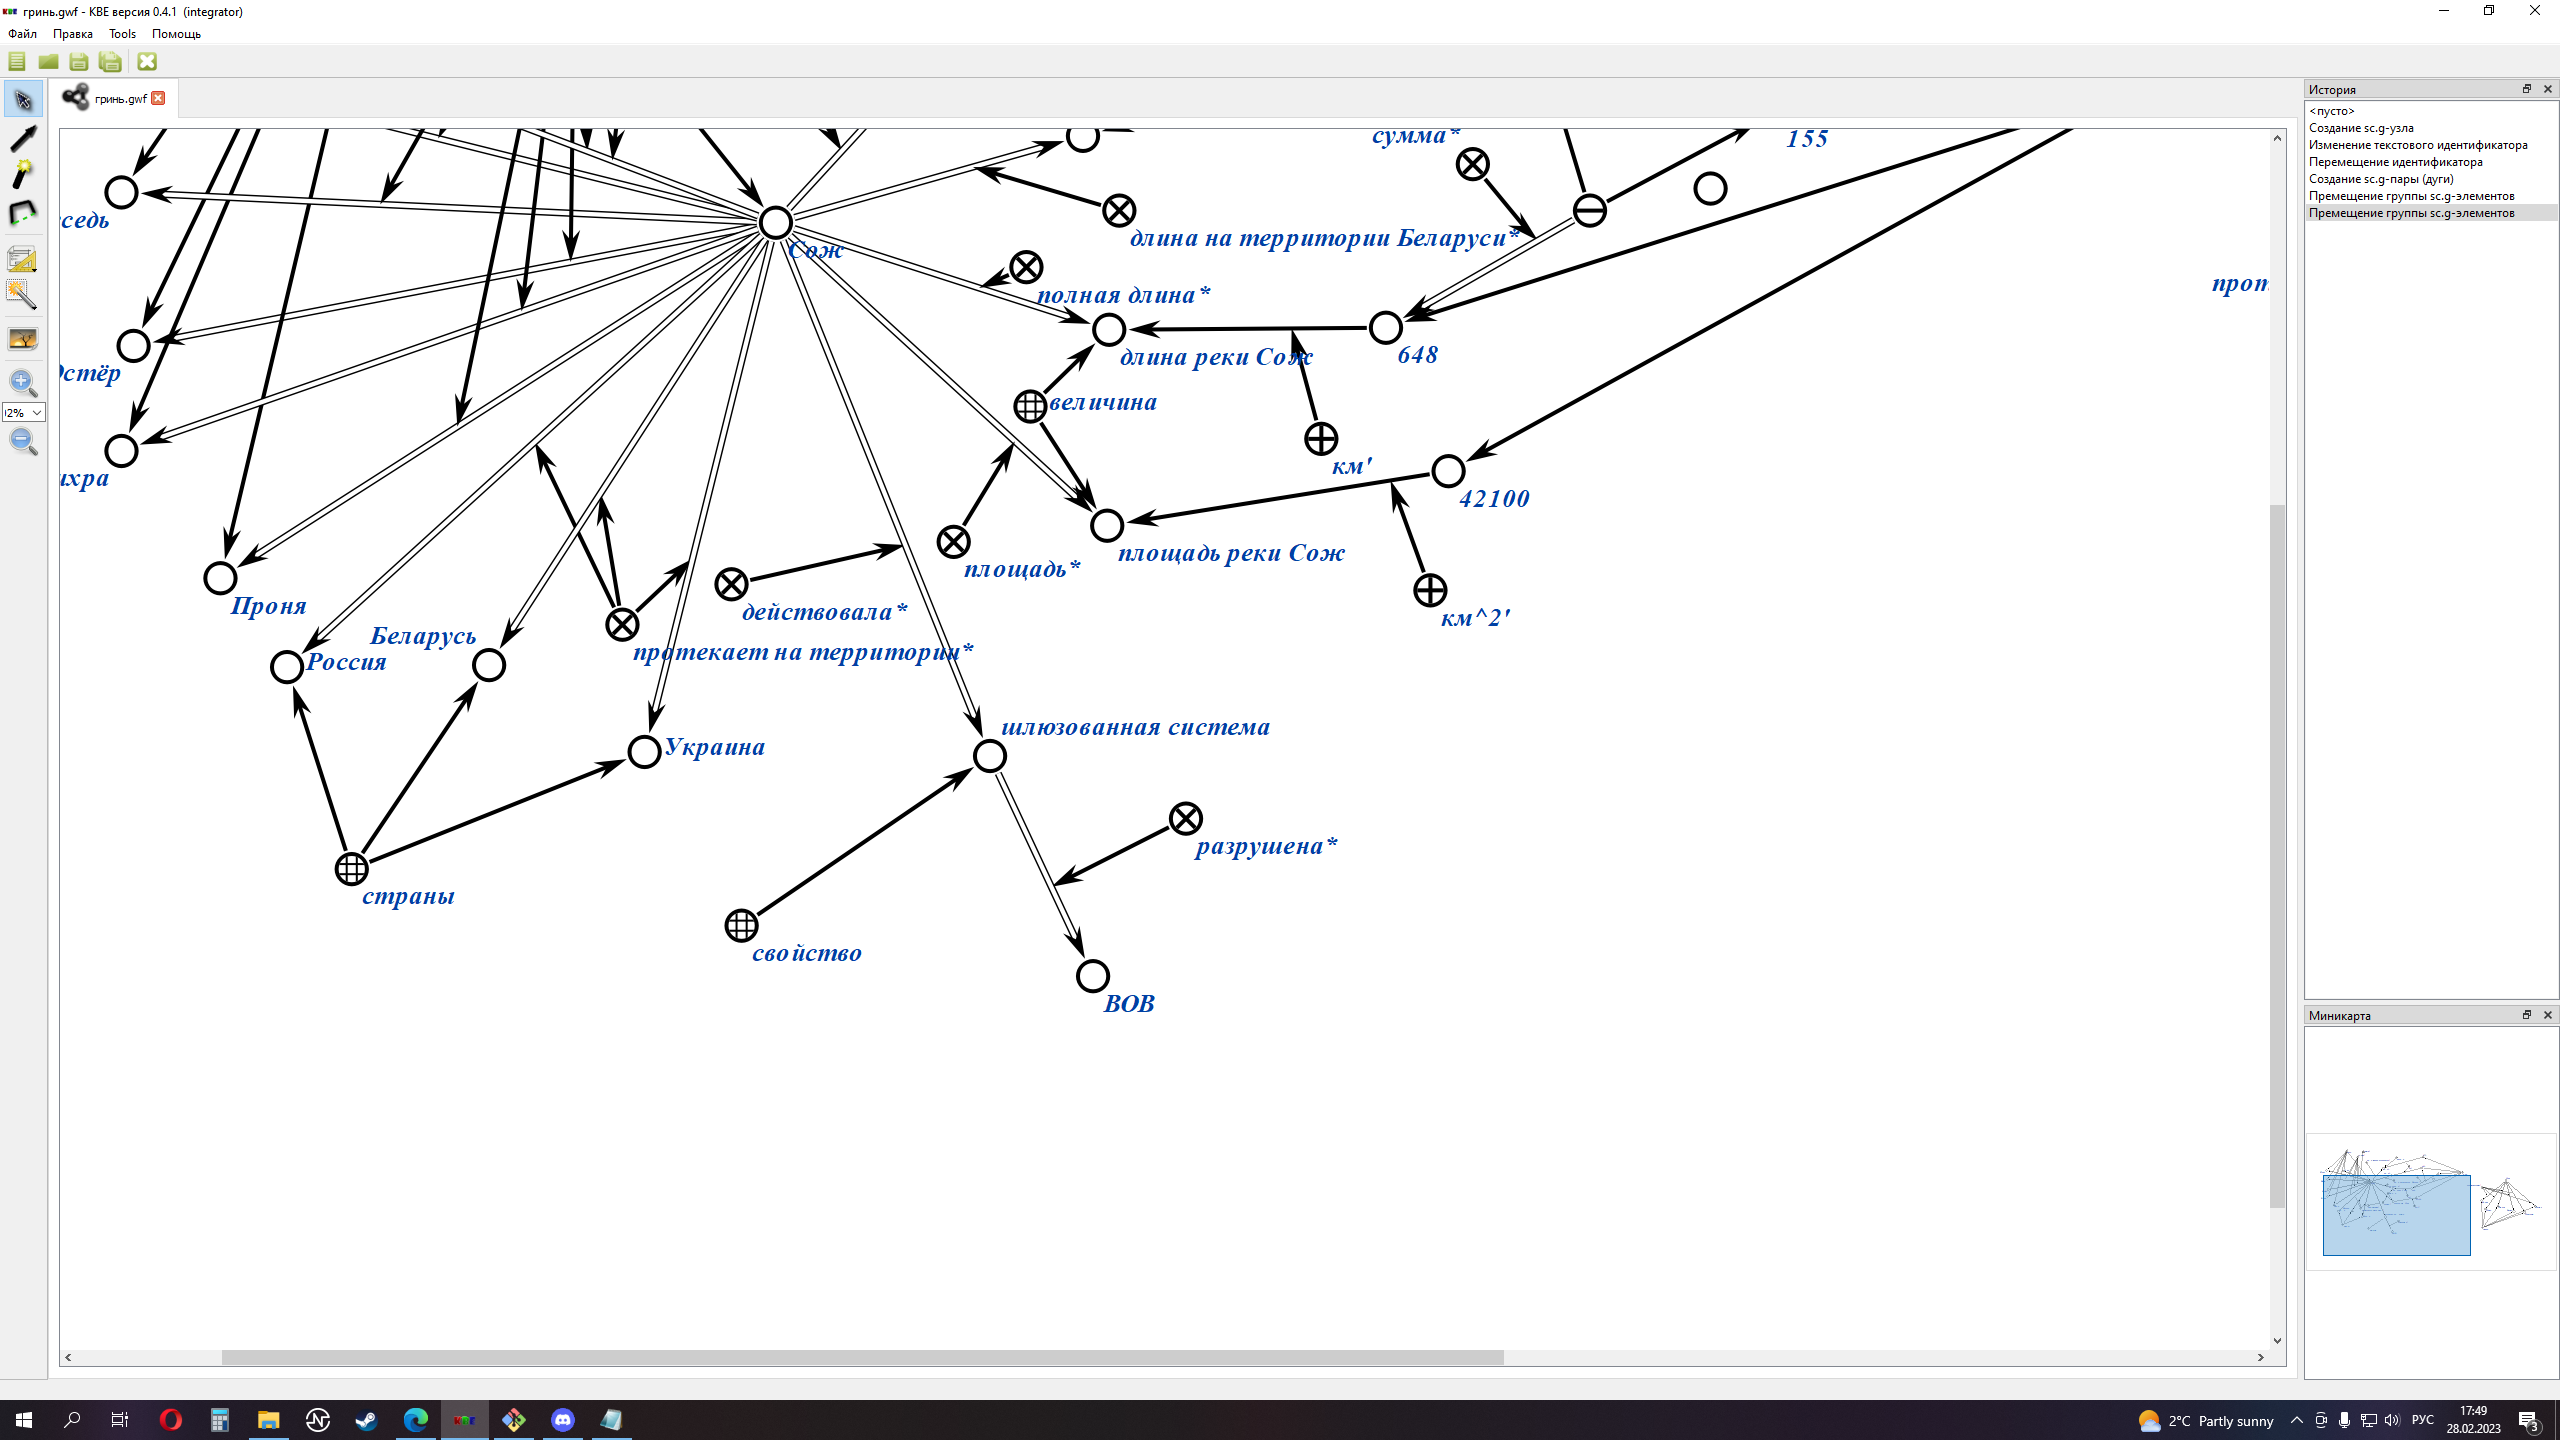 гринь.gwf - KBE версия 0.4.1 (integrator)
Файл Правка Tools Помощь
гринь.gwf
сумма*
155
седь
Сож
длина на территории Беларуси*
прот
полная длина*
длина реки Сож
648
стёр
величина
км'
ихра
42100
площадь реки Сож
площадь*
км^2'
Проня
действовала*
Беларусь
Россия
протекает на территории*
шлюзованная система
Украина
разрушена*
страны
свойство
ВОВ
История
<пусто>
Создание sc.g-узла
Изменение текстового идентификатора
Перемещение идентификатора
Создание sc.g-пары (дуги)
Премещение группы sc.g-элементов
Премещение группы sc.g-элементов
Миникарта
2°C Partly sunny
РУС
17:49
28.02.2023
3